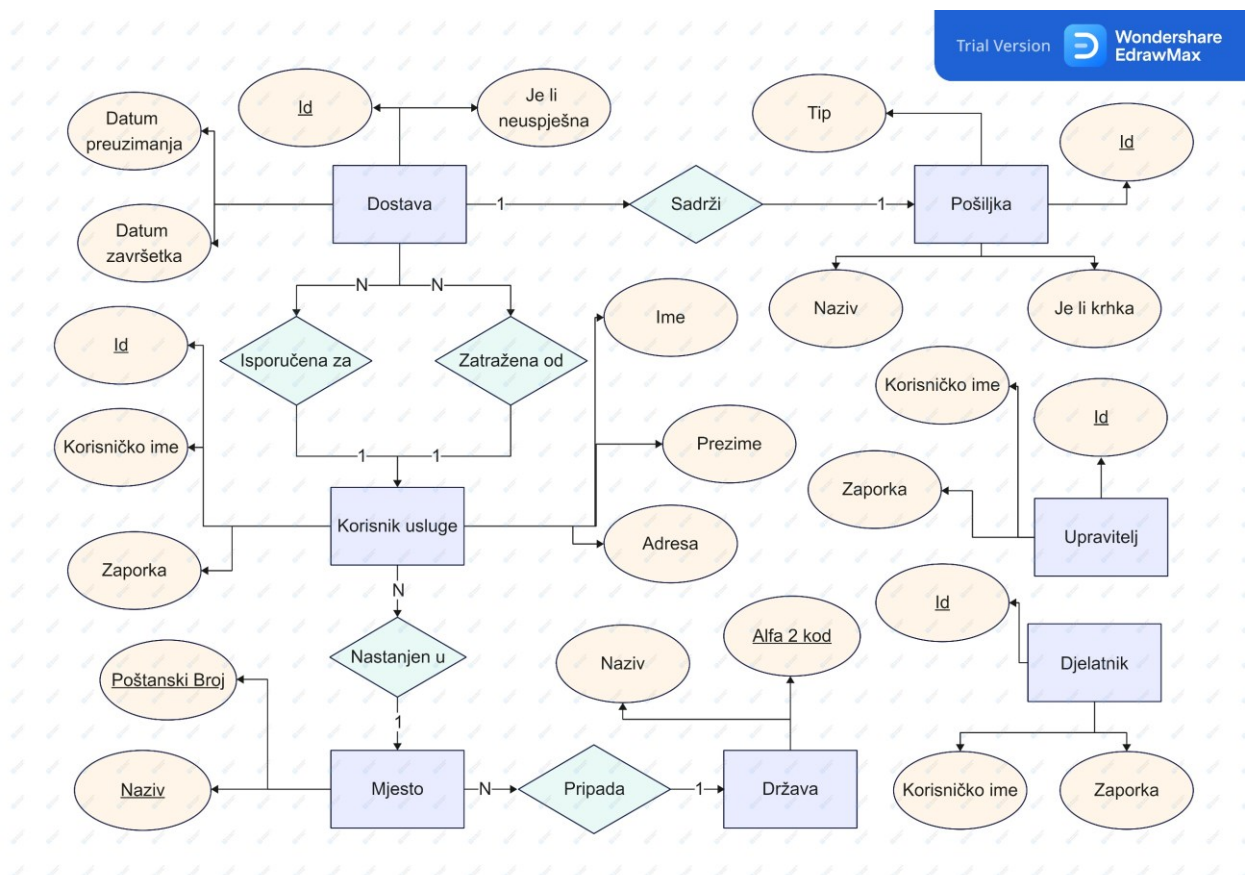 Trial Version
Wondershare
EdrawMax
Datum
preuzimanja
Id
Je li
neuspješna
Tip
Id
Dostava
1
Sadrži
1
Pošiljka
Datum
završetka
N
N
Naziv
Je li krhka
Id
Isporučena za
Zatražena od
Ime
Korisničko ime
Id
Korisničko ime
1
1
Prezime
Zaporka
Korisnik usluge
Adresa
Upravitelj
Zaporka
N
Id
Nastanjen u
Naziv
Alfa 2 kod
Djelatnik
Poštanski Broj
1
Naziv
Mjesto
N
Pripada
1
Država
Korisničko ime
Zaporka